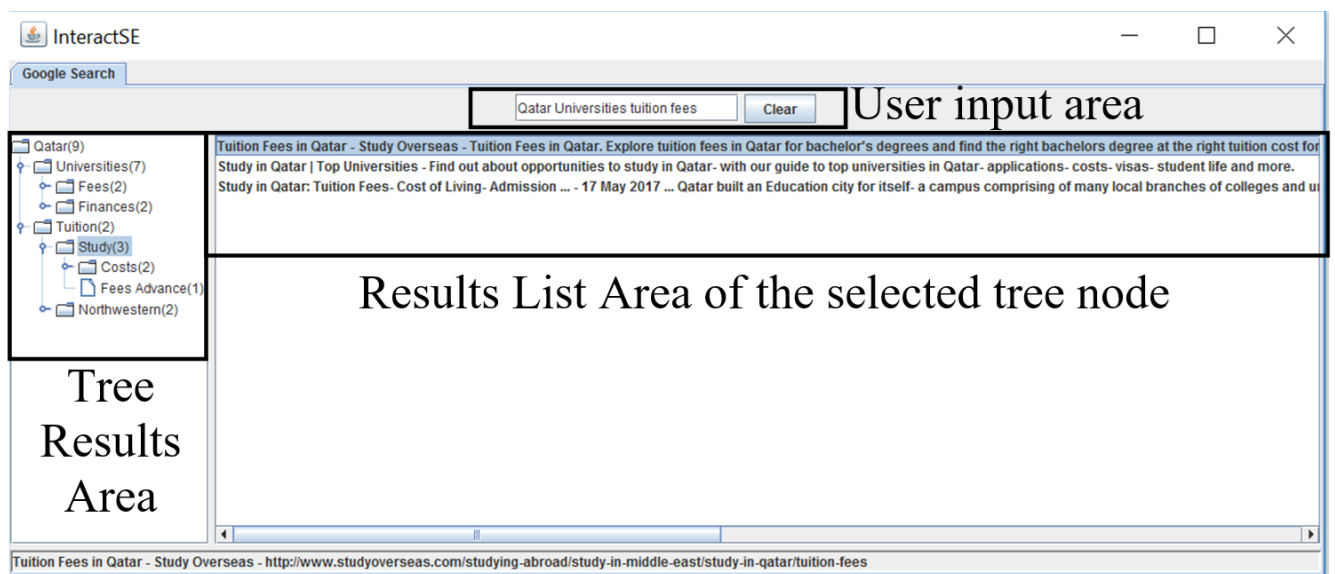 InteractSE
Google Search
Qatar Universities tuition fees
Clear
User input area
Qatar(9)
Universities(7)
Fees(2)
Finances(2)
Tuition(2)
Study(3)
Costs(2)
Fees Advance(1)
Northwestern(2)
Tuition Fees in Qatar - Study Overseas - Tuition Fees in Qatar. Explore tuition fees in Qatar for bachelor's degrees and find the right bachelors degree at the right tuition cost for
Study in Qatar | Top Universities - Find out about opportunities to study in Qatar- with our guide to top universities in Qatar- applications- costs- visas- student life and more.
Study in Qatar: Tuition Fees- Cost of Living- Admission ... - 17 May 2017 ... Qatar built an Education city for itself- a campus comprising of many local branches of colleges and
Results List Area of the selected tree node
Tree
Results
Area
Tuition Fees in Qatar - Study Overseas - http://www.studyoverseas.com/studying-abroad/study-in-middle-east/study-in-qatar/tuition-fees